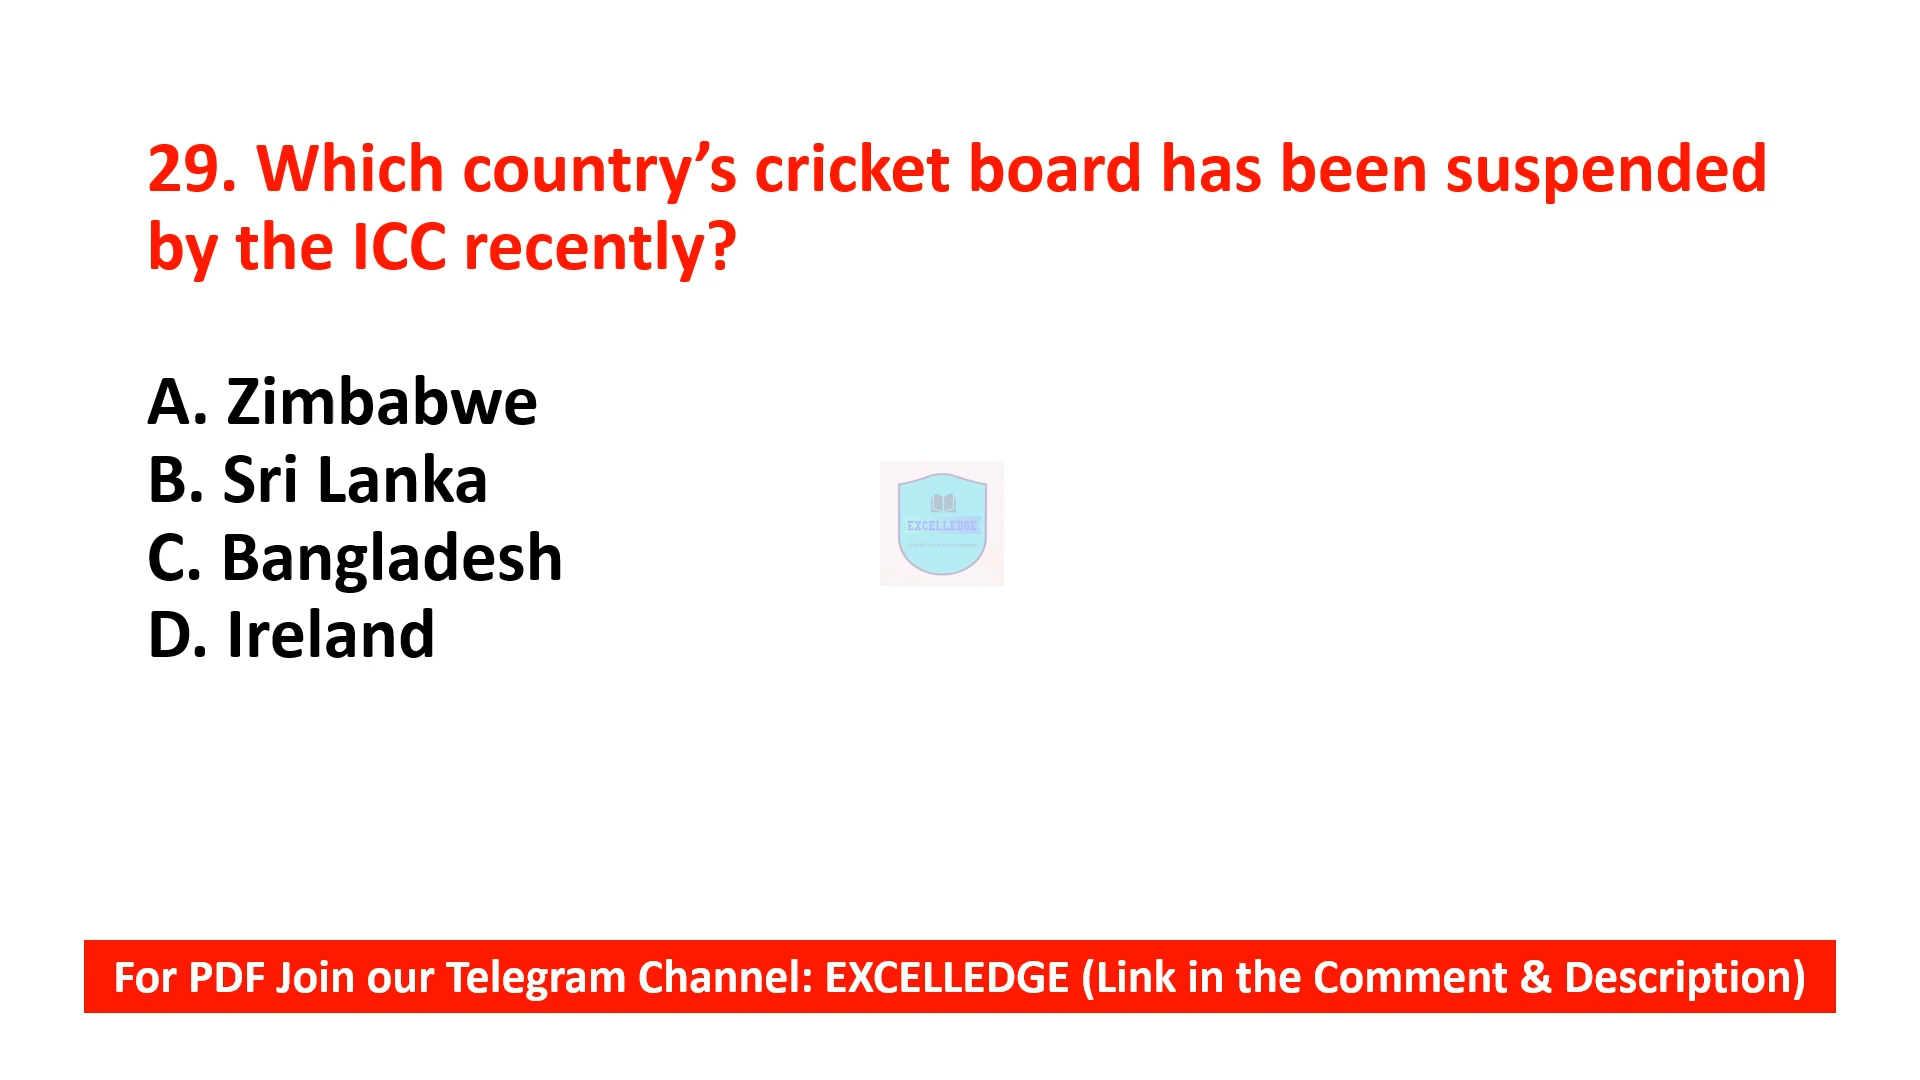 29. Which country’s cricket board has been suspended
by the ICC recently?
A. Zimbabwe
B. Sri Lanka
C. Bangladesh
D. Ireland
EXCELLEDGE
For PDF Join our Telegram Channel: EXCELLEDGE (Link in the Comment & Description)